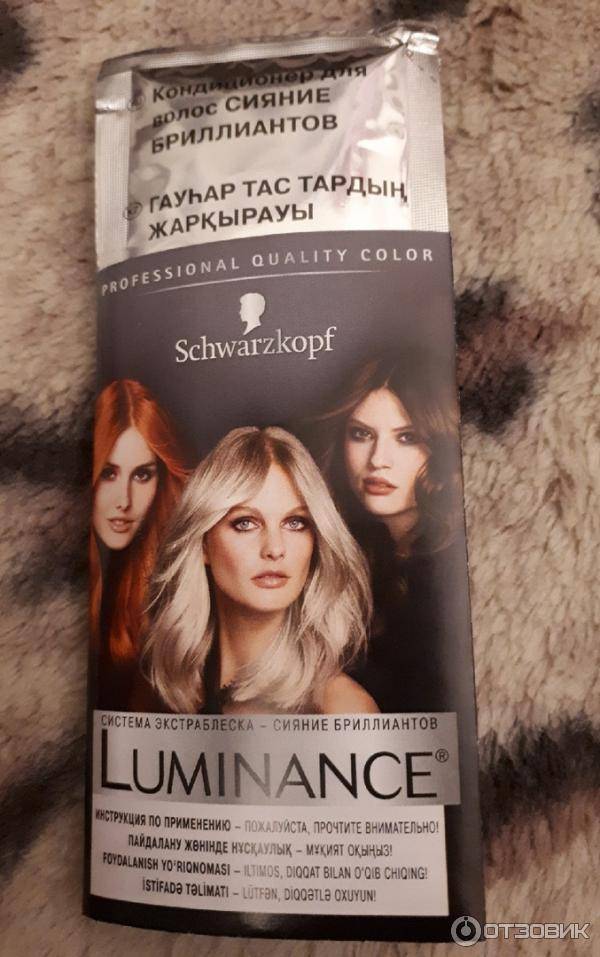 Кондиционер для
волос СИЯНИЕ
БРИЛЛИАНТОВ
ГАУҺАР ТАС ТАРДЫҢ
ЖАРҚЫРАУЫ
PROFESSIONAL QUALITY COLOR
Schwarzkopf
СИСТЕМА ЭКСТРАБЛЕСКА – СИЯНИЕ БРИЛЛИАНТОВ
LUMINANCE®
ИНСТРУКЦИЯ ПО ПРИМЕНЕНИЮ – ПОЖАЛУЙСТА, ПРОЧТИТЕ ВНИМАТЕЛЬНО!
ПАЙДАЛАНУ ЖӨНІНДЕ НҰСҚАУЛЫҚ – МҰҚИЯТ ОҚЫҢЫЗ!
FOYDALANISH YO'RIQNOMASI – ILTIMOS, DIQQAT BILAN O'QIB CHIQING!
İSTİFADƏ TƏLİMATI – LÜTFƏN, DİQQƏTLƏ OXUYUN!
ОТЗОВИК